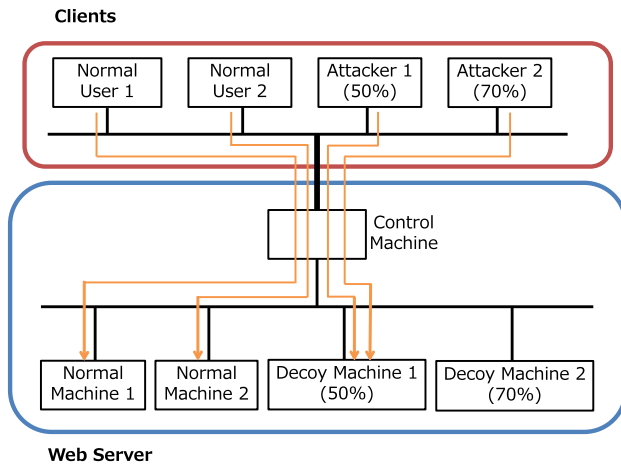 Clients
Normal
User 1
Normal
User 2
Attacker 1
(50%)
Attacker 2
(70%)
Control
Machine
Normal
Machine 1
Normal
Machine 2
Decoy Machine 1
(50%)
Decoy Machine 2
(70%)
Web Server